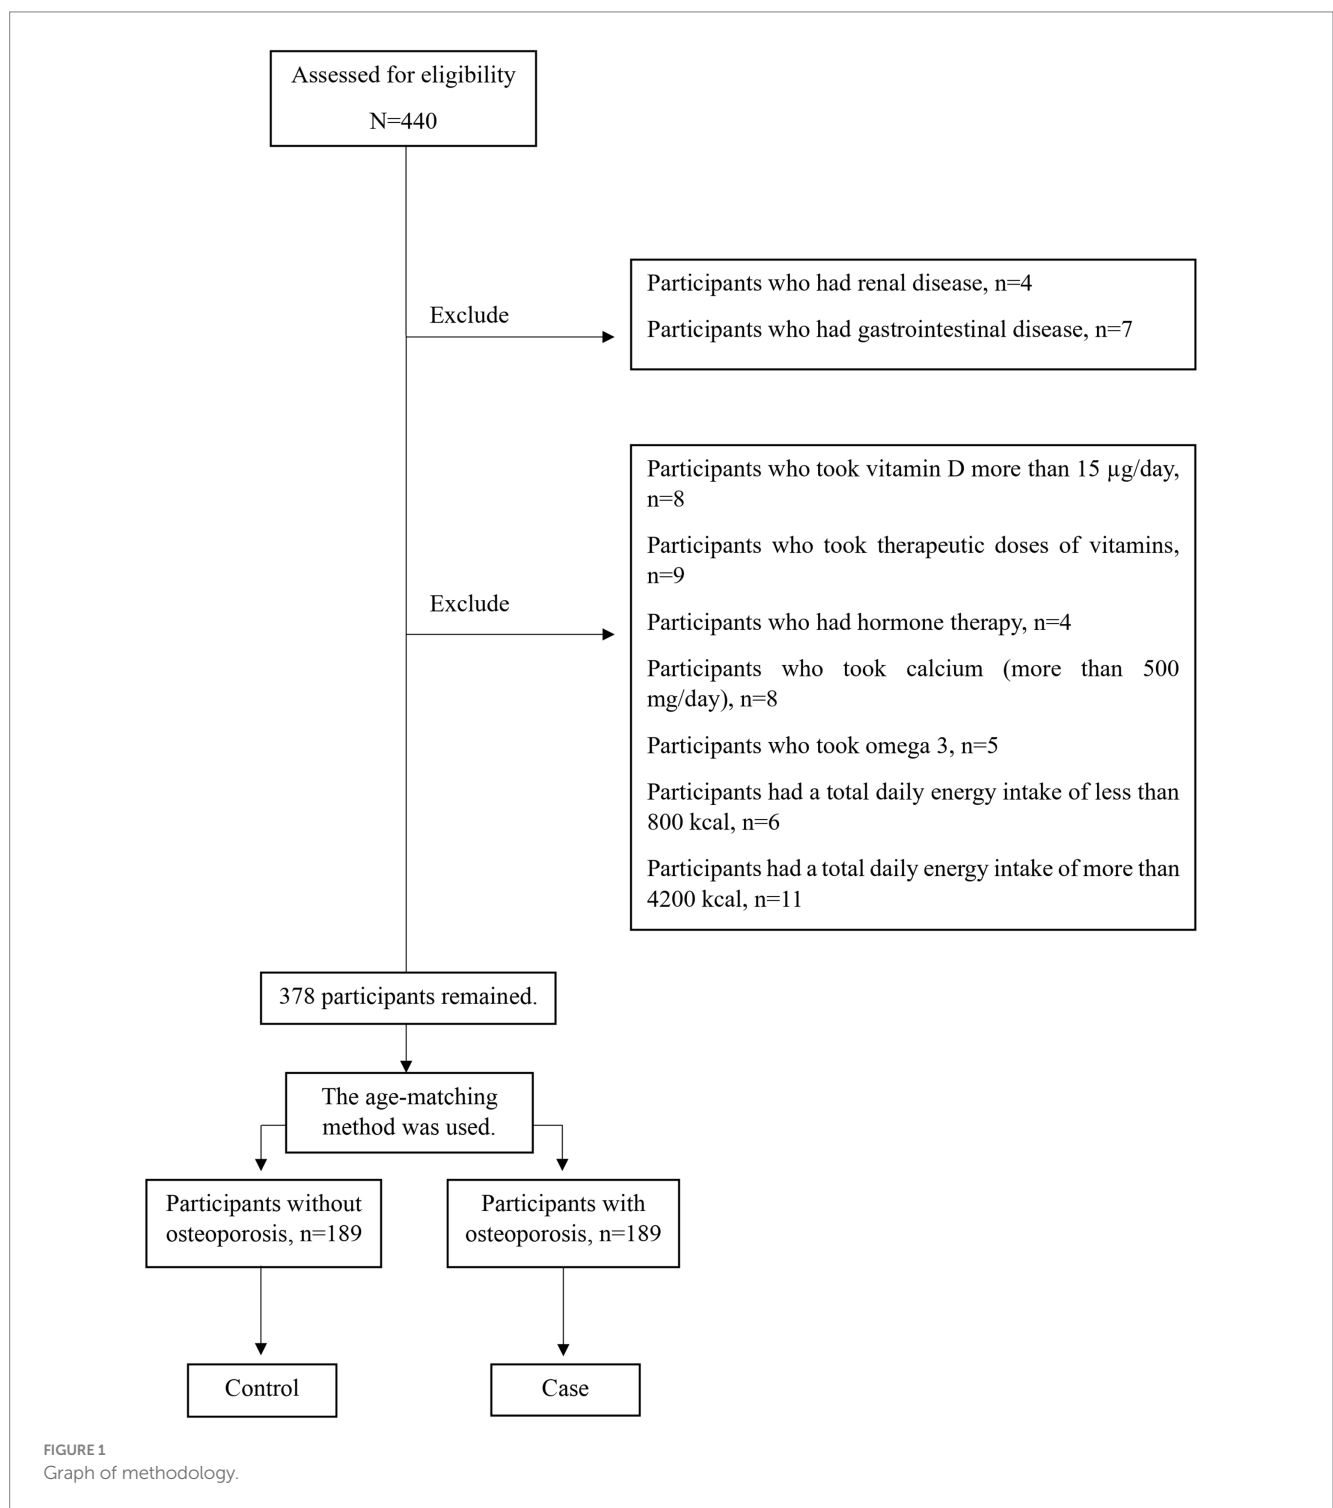 Assessed for eligibility
N=440
Exclude
Participants who had renal disease, n=4
Participants who had gastrointestinal disease, n=7
Exclude
Participants who took vitamin D more than 15 µg/day,
n=8
Participants who took therapeutic doses of vitamins,
n=9
Participants who had hormone therapy, n=4
Participants who took calcium (more than 500
mg/day), n=8
Participants who took omega 3, n=5
Participants had a total daily energy intake of less than
800 kcal, n=6
Participants had a total daily energy intake of more than
4200 kcal, n=11
378 participants remained.
The age-matching
method was used.
Participants without
osteoporosis, n=189
Participants with
osteoporosis, n=189
Control
Case
FIGURE 1
Graph of methodology.